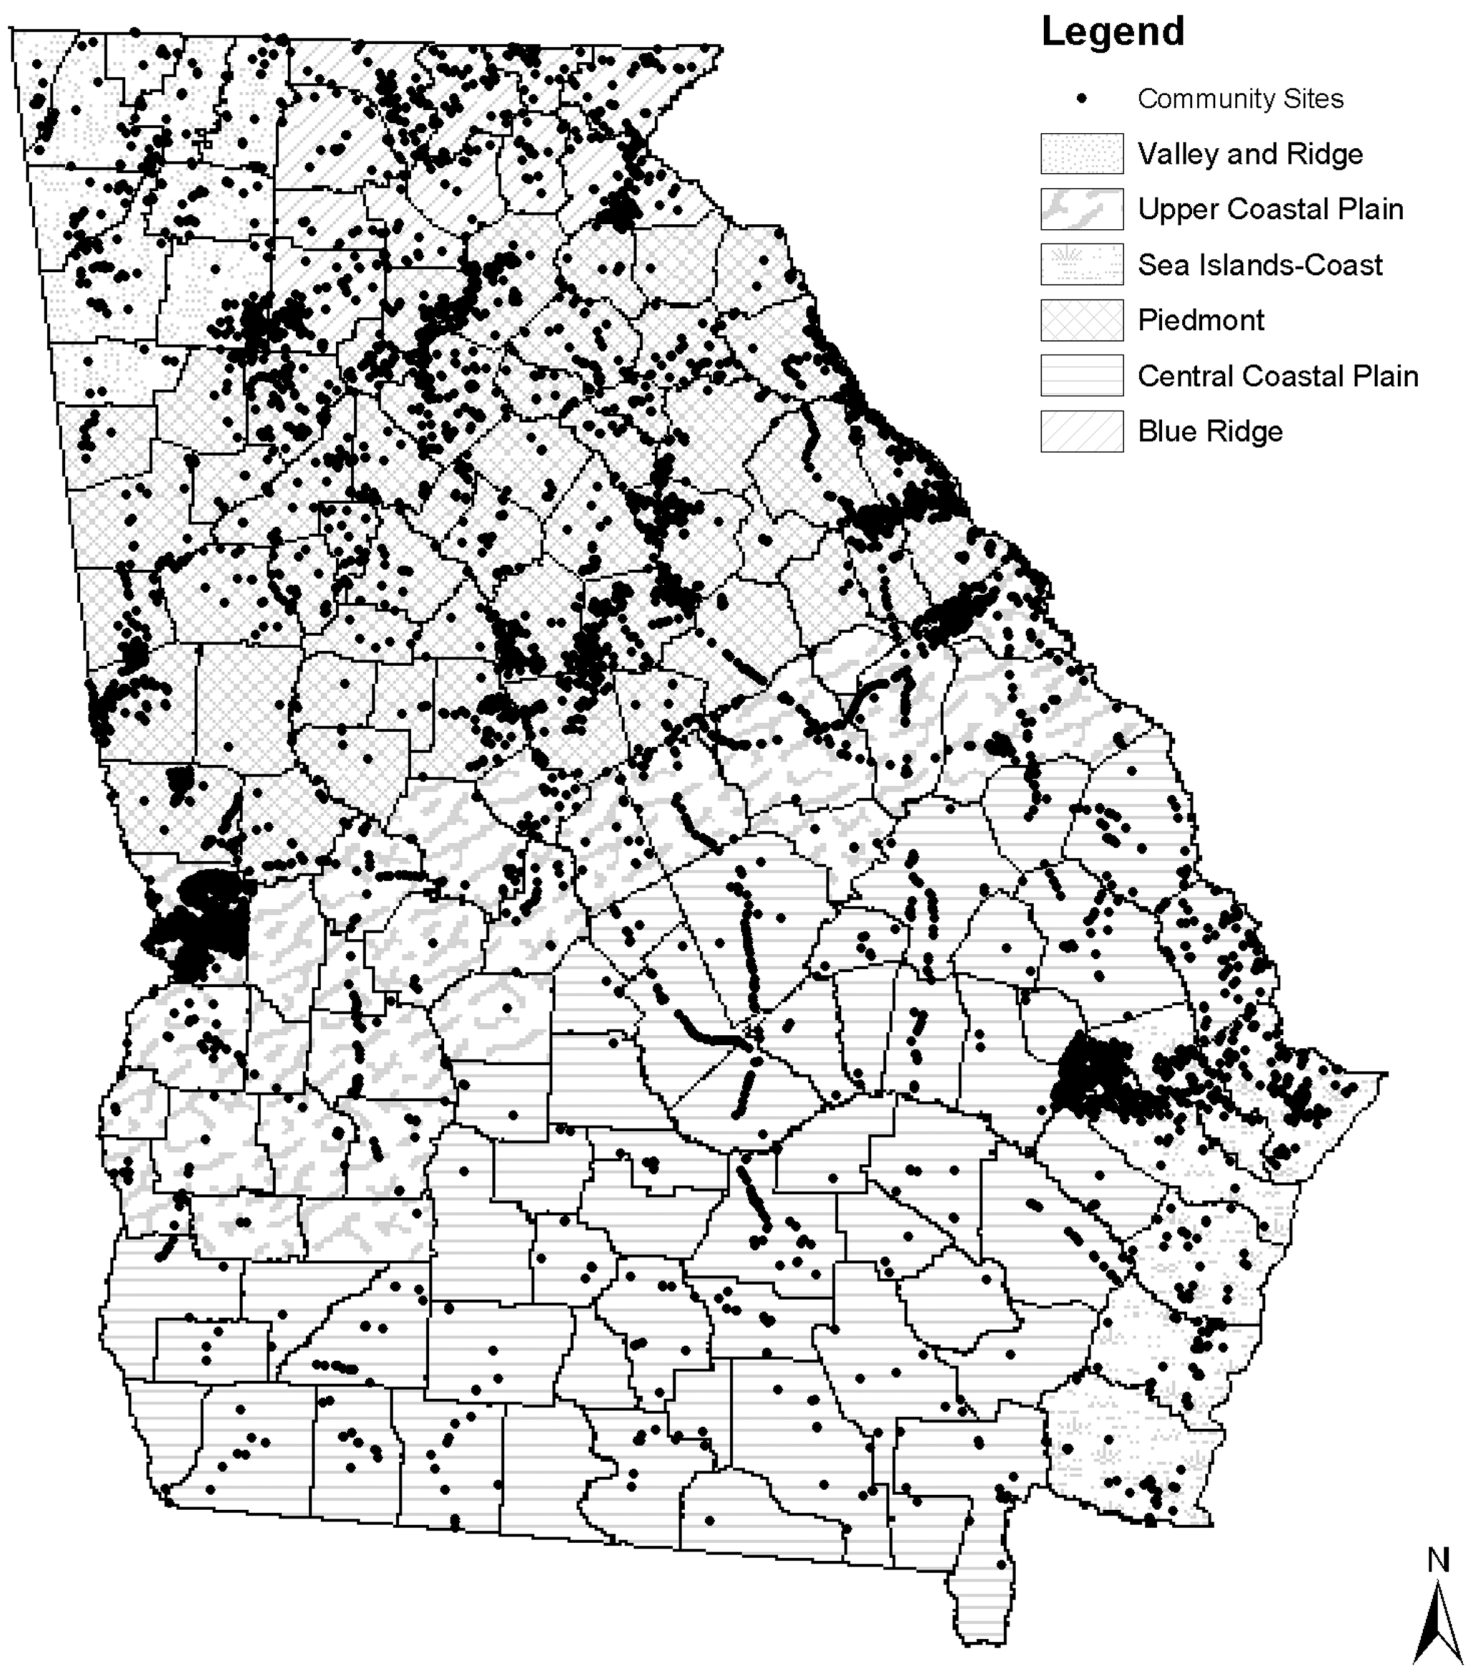 Legend
Community Sites
Valley and Ridge
Upper Coastal Plain
Sea Islands-Coast
Piedmont
Central Coastal Plain
Blue Ridge
N